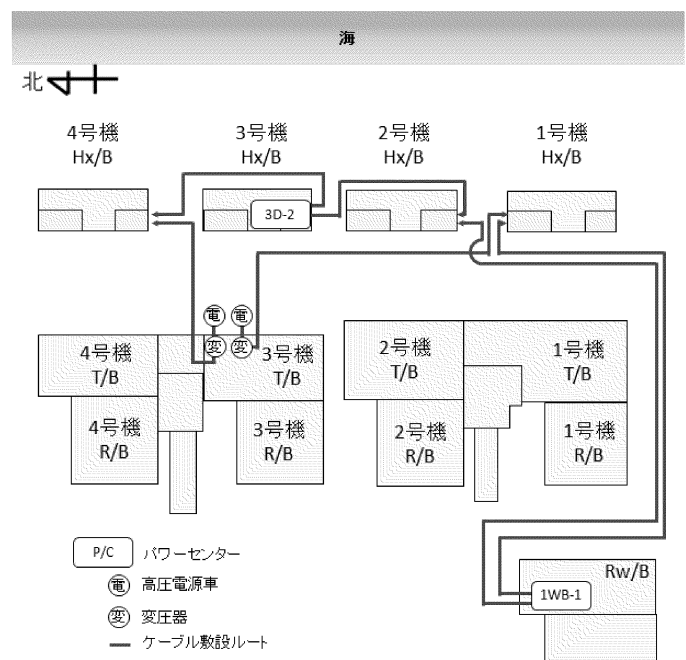 海
北
4号機
Hx/B
3号機
Hx/B
2号機
Hx/B
1号機
Hx/B
3D-2
電
電
変
変
4号機
T/B
3号機
T/B
2号機
T/B
1号機
T/B
4号機
R/B
3号機
R/B
2号機
R/B
1号機
R/B
P/C
パワーセンター
電
高圧電源車
変
変圧器
ケーブル敷設ルート
Rw/B
1WB-1